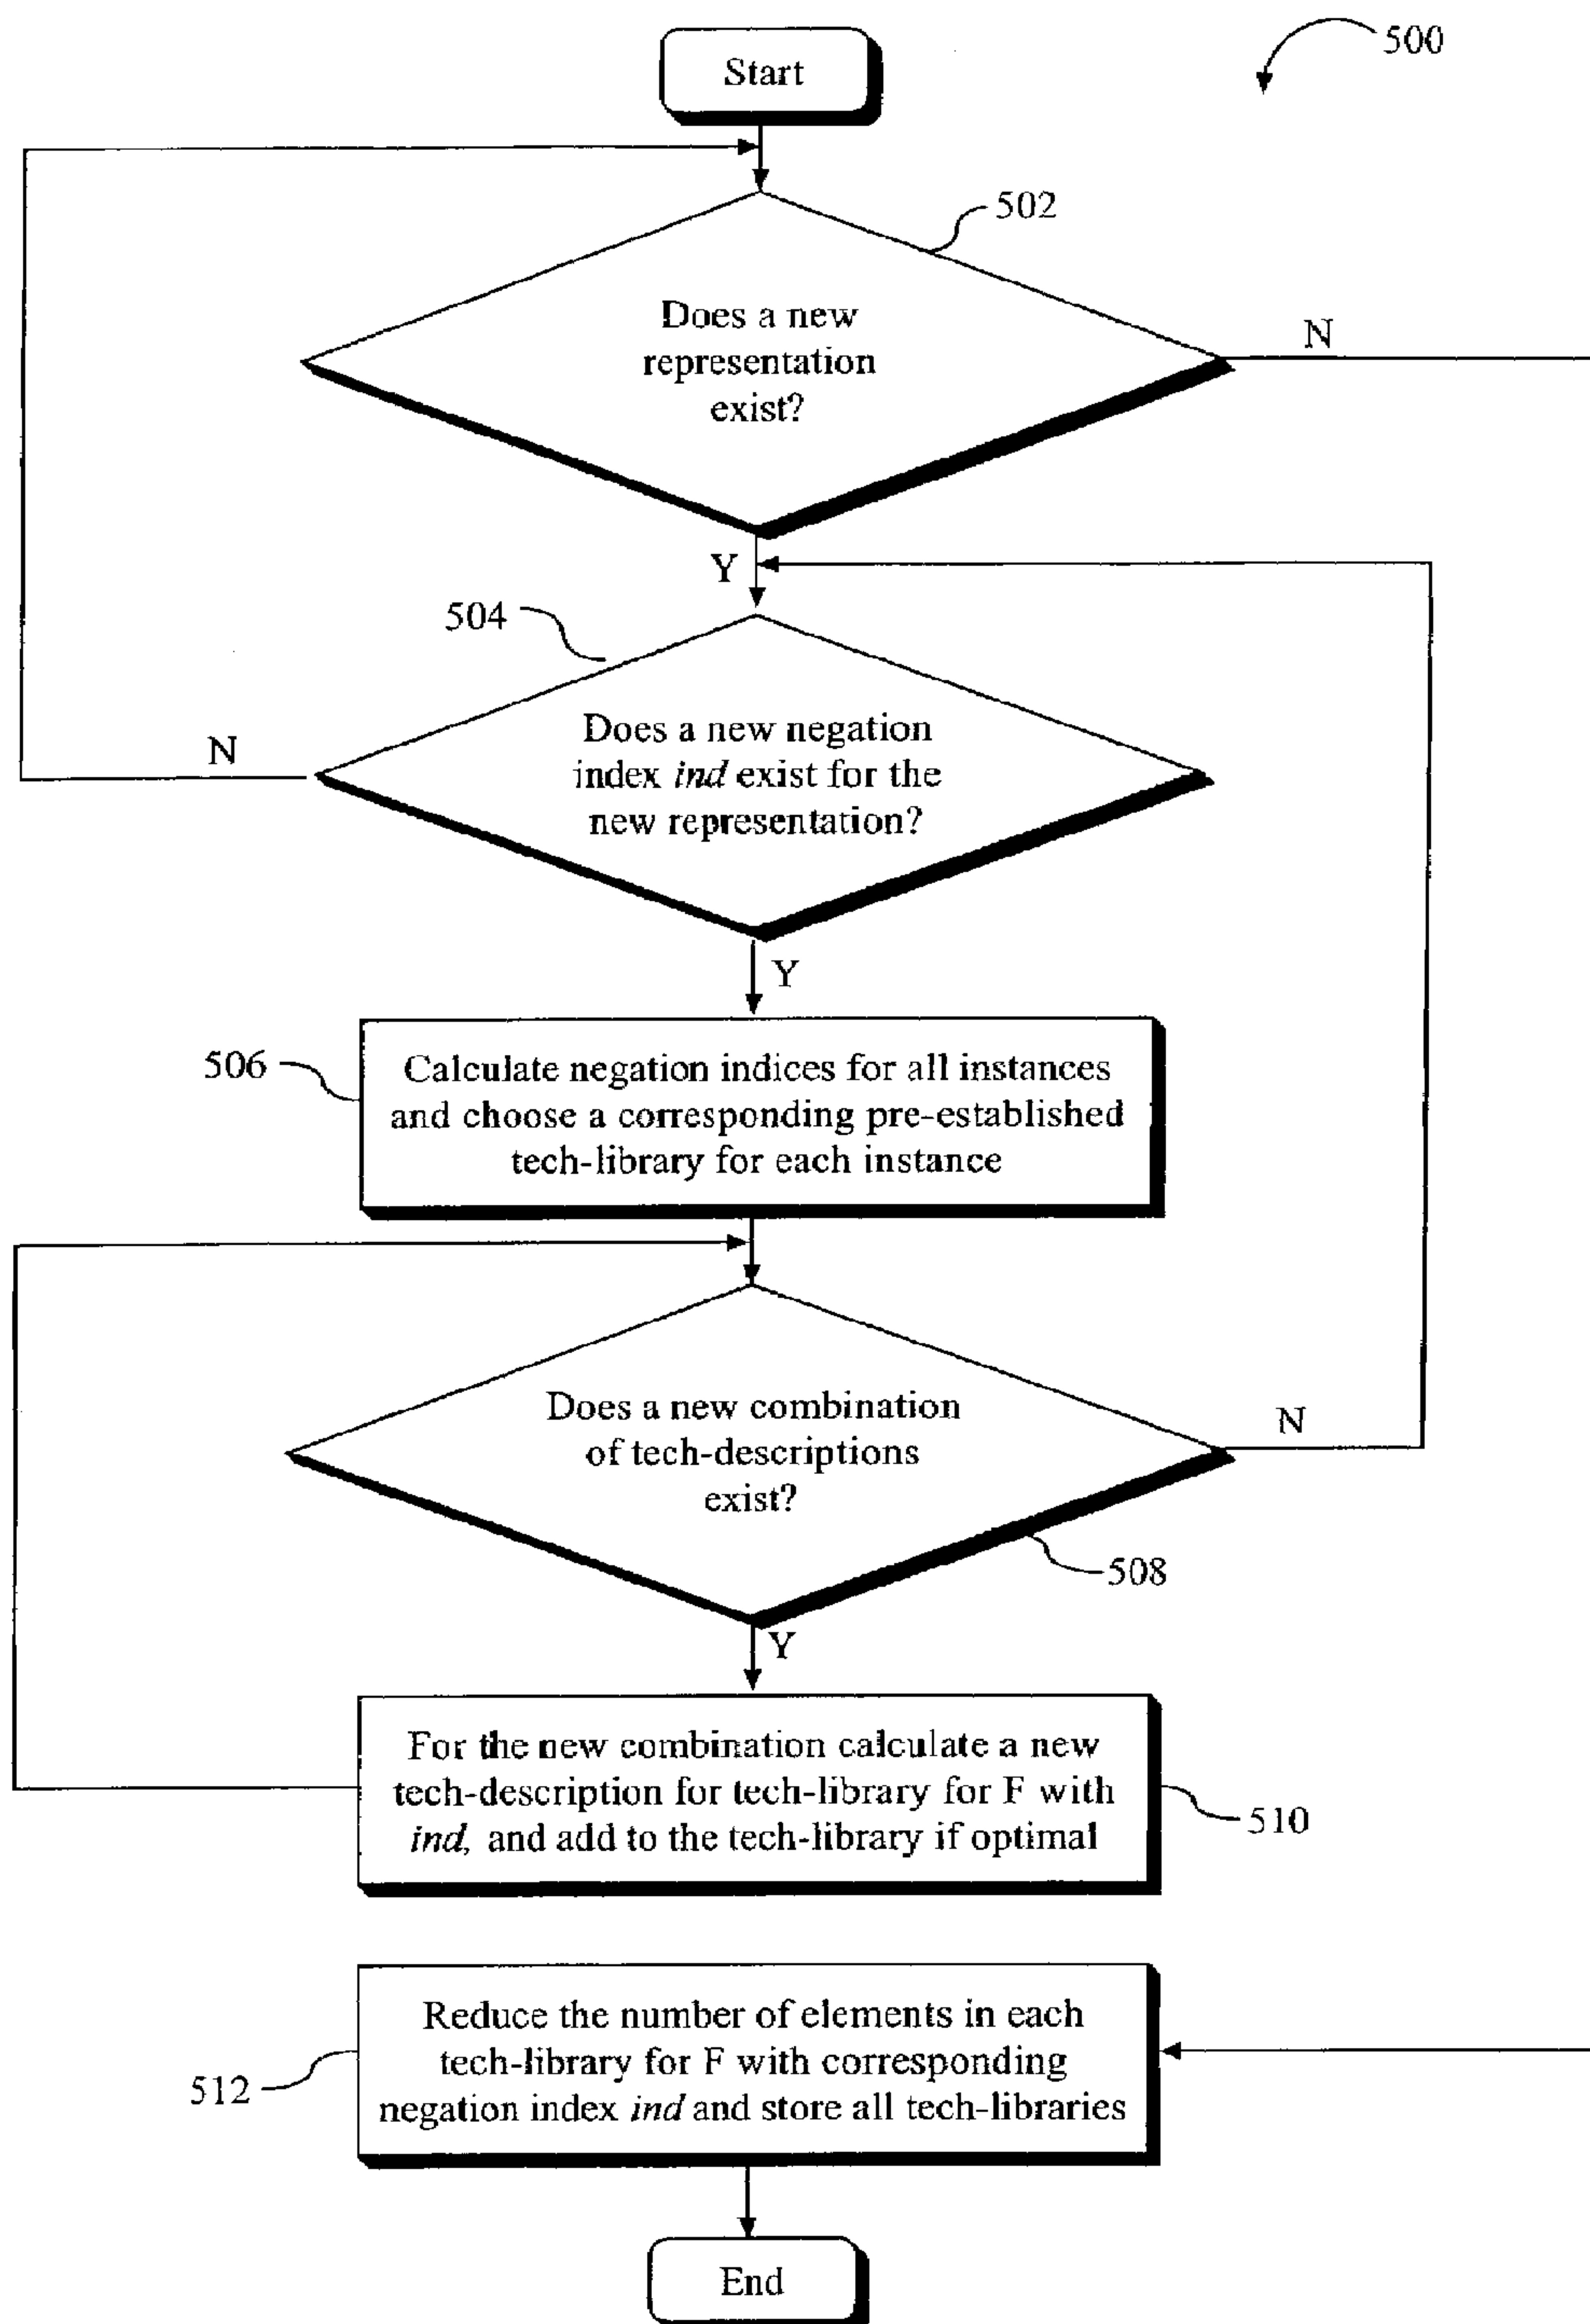 500
Start
502
Does a new
representation
exist?
N
Y
504
Does a new negation
index ind exist for the
new representation?
N
Y
506
Calculate negation indices for all instances
and choose a corresponding pre-established
tech-library for each instance
Does a new combination
of tech-descriptions
exist?
N
508
Y
For the new combination calculate a new
tech-description for tech-library for F with
ind, and add to the tech-library if optimal
510
Reduce the number of elements in each
tech-library for F with corresponding
negation index ind and store all tech-libraries
512
End